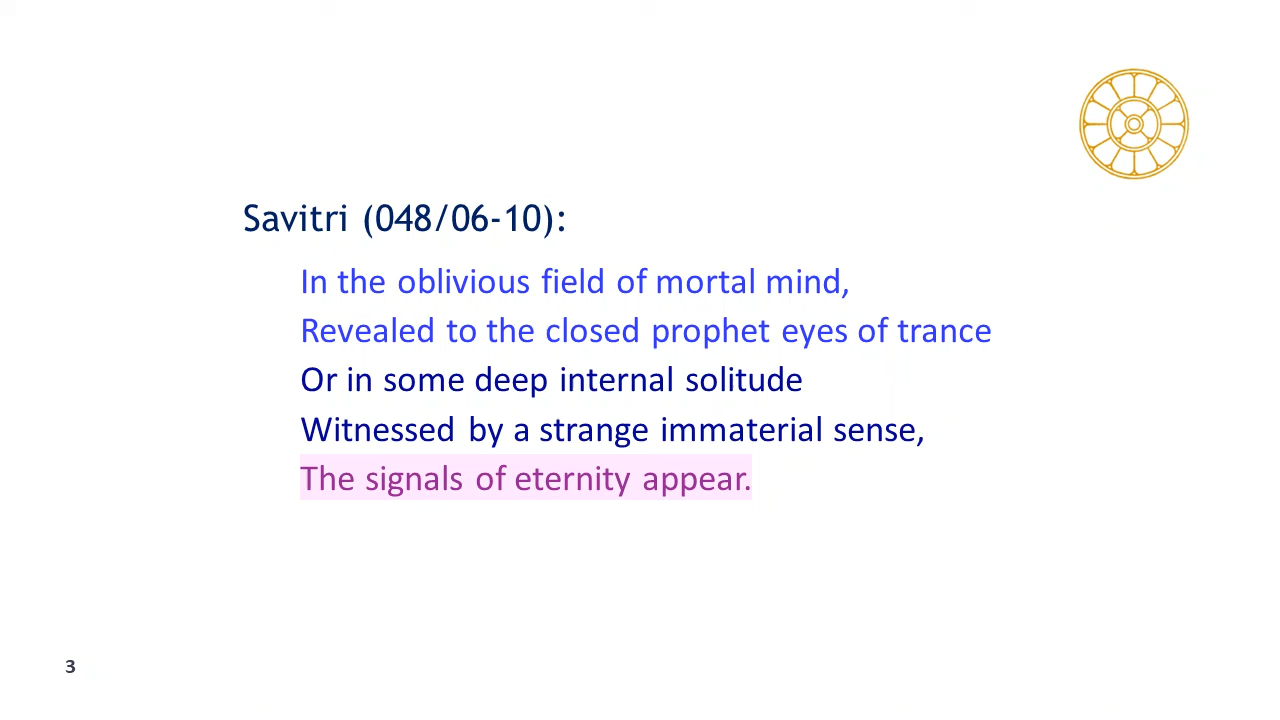 Savitri (048/06-10):
In the oblivious field of mortal mind,
Revealed to the closed prophet eyes of trance
Or in some deep internal solitude
Witnessed by a strange immaterial sense,
The signals of eternity appear.
3